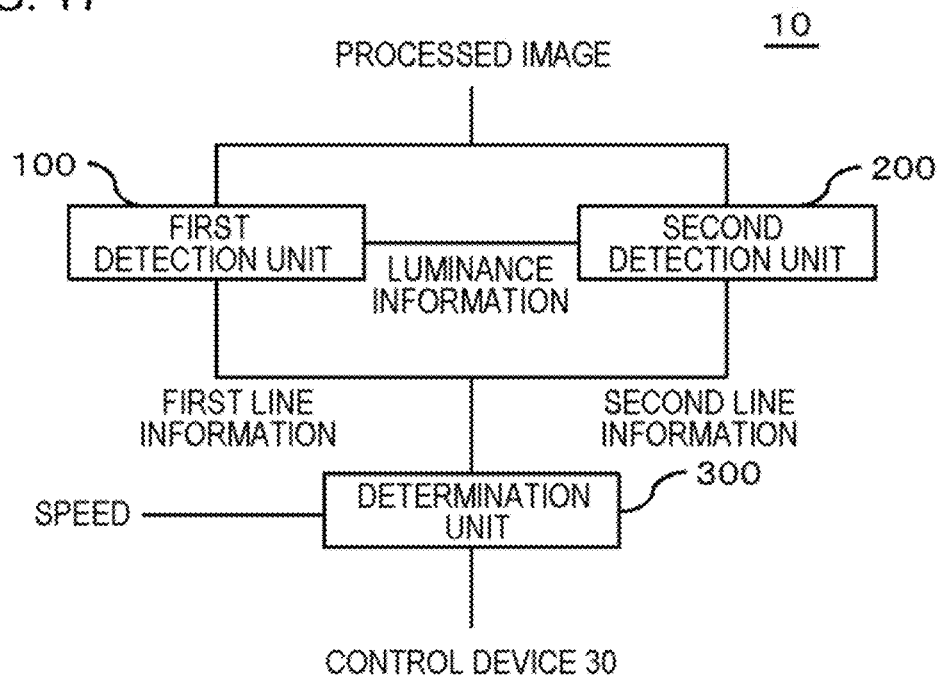 10
PROCESSED IMAGE
100
200
FIRST
DETECTION UNIT
SECOND
DETECTION UNIT
LUMINANCE
INFORMATION
FIRST LINE
INFORMATION
SECOND LINE
INFORMATION
300
SPEED
DETERMINATION
UNIT
CONTROL DEVICE 30